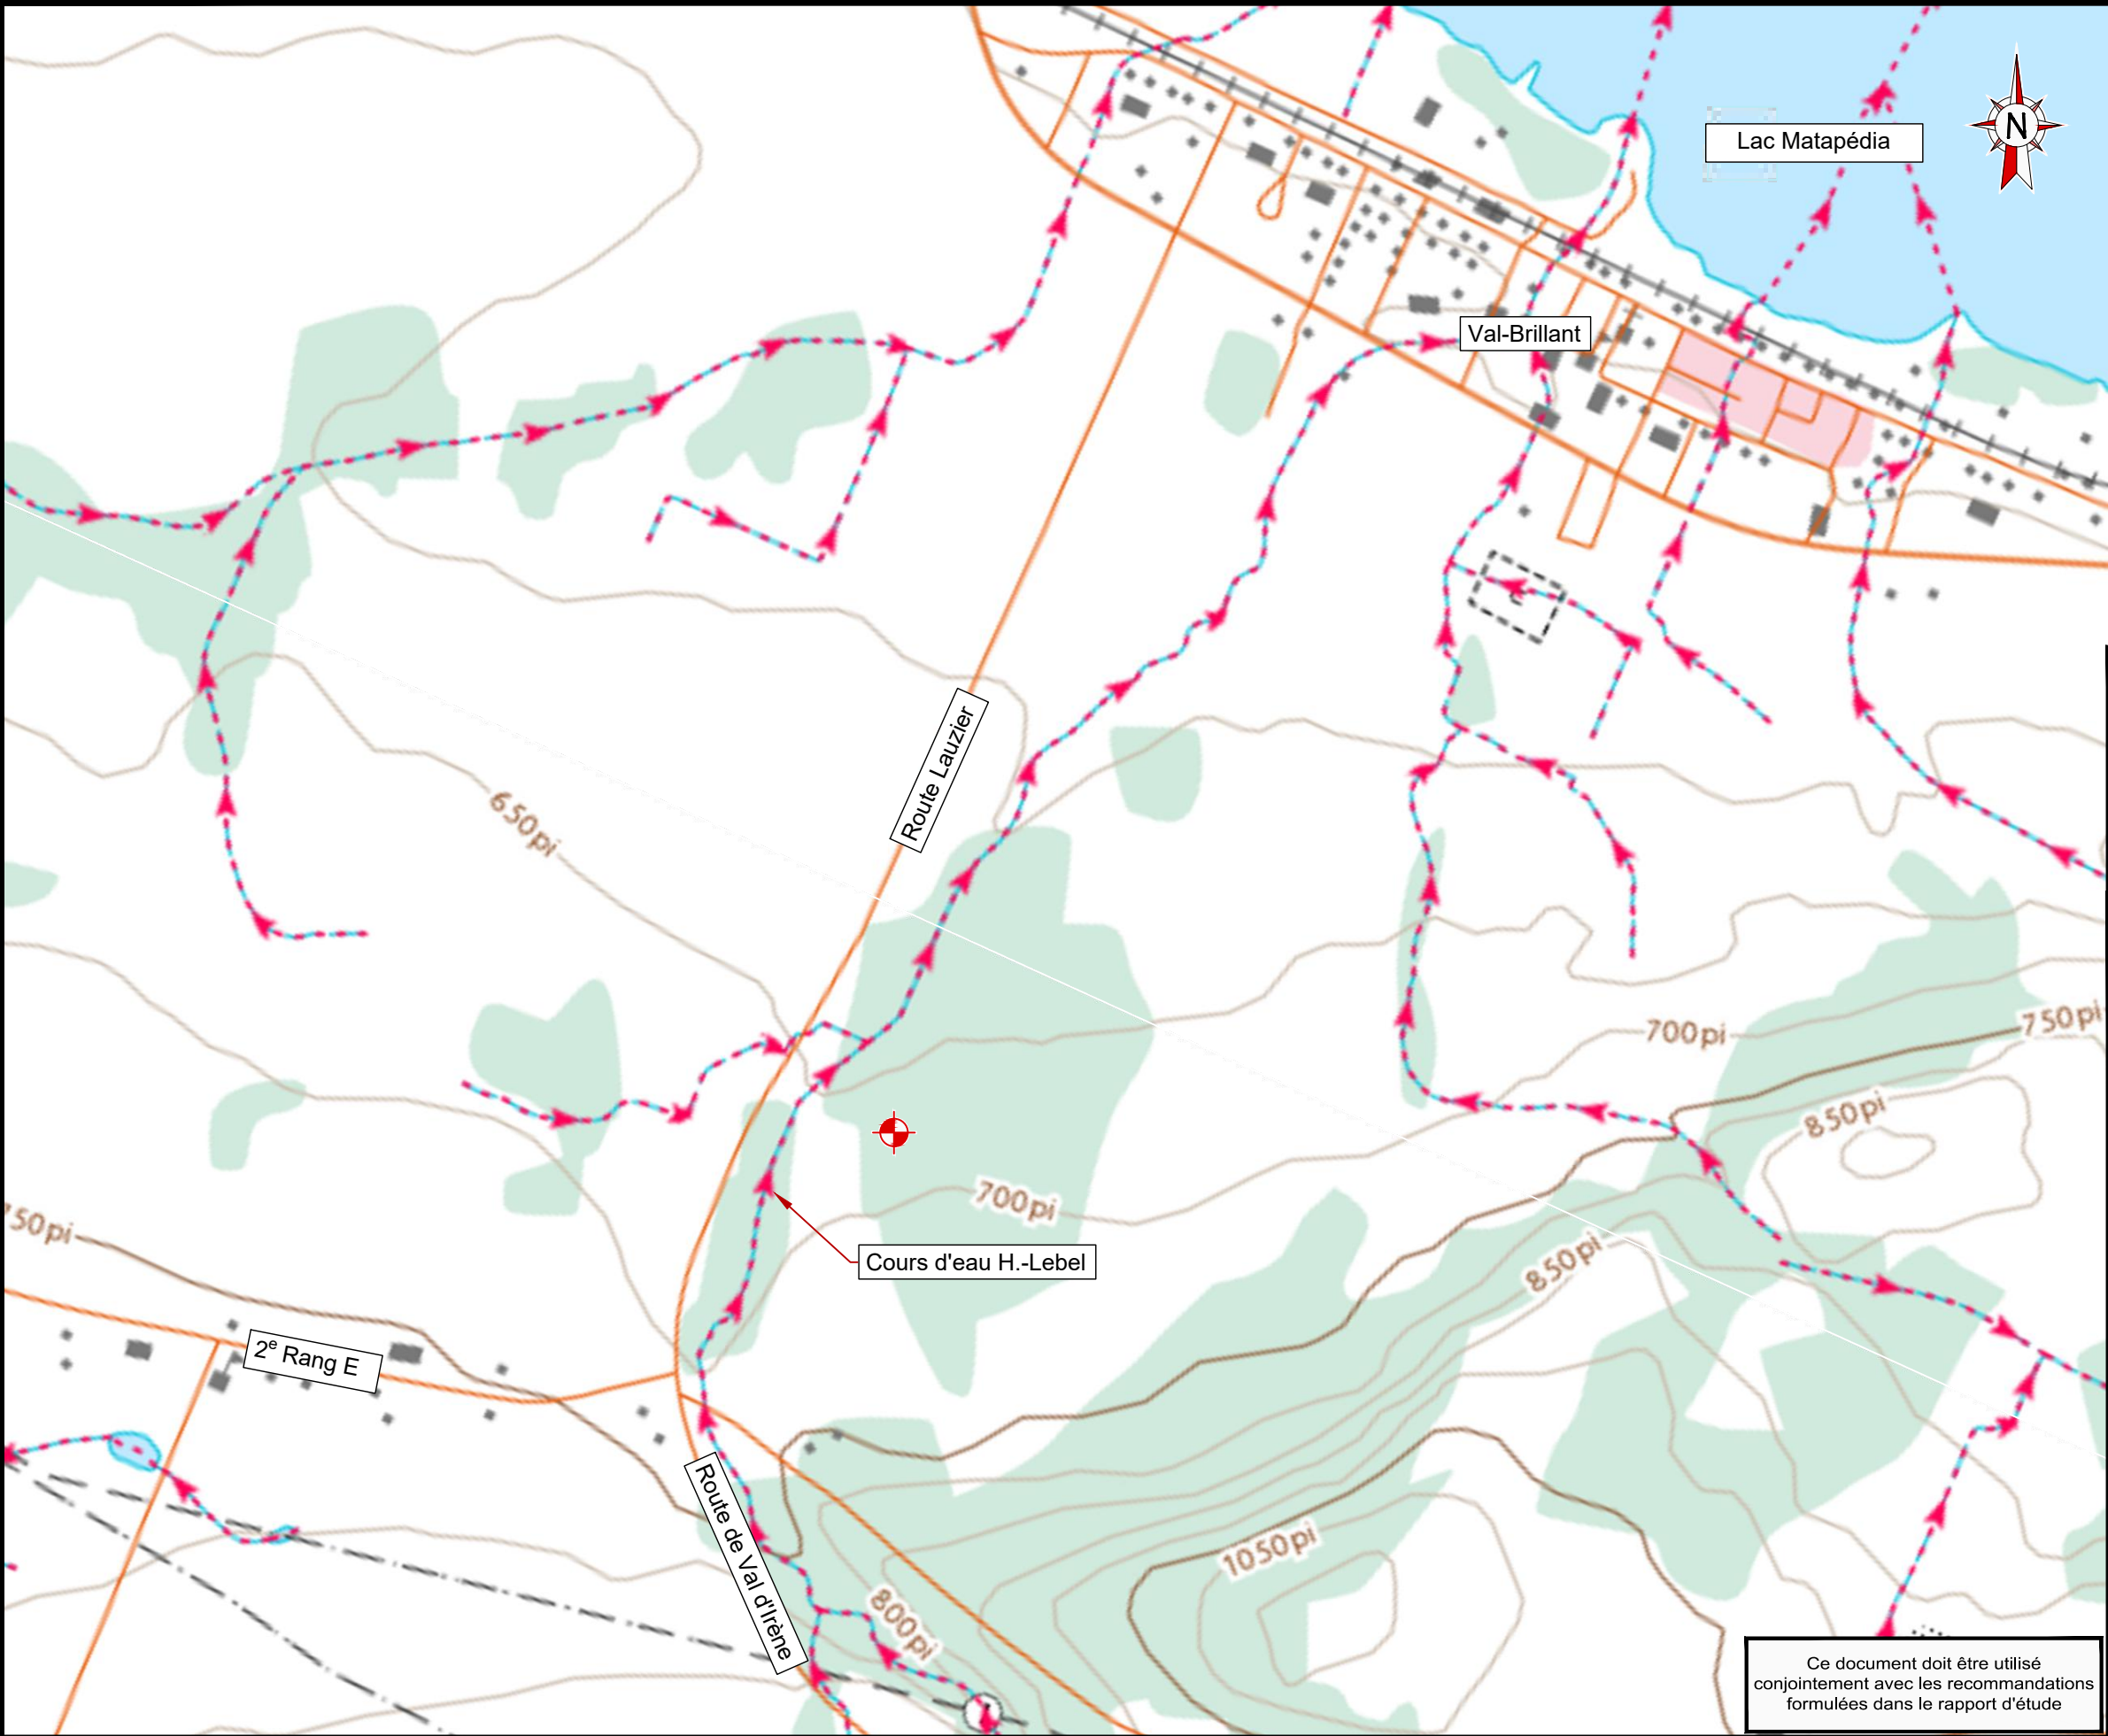 N
Lac Matapédia
Val-Brillant
Route Lauzier
650pi
700pi
750pi
850pi
700pi
50pi
Cours d'eau H.-Lebel
850pi
2e Rang E
Route de Val d'Irène
1050pi
800pi
Ce document doit être utilisé
conjointement avec les recommandations
formulées dans le rapport d'étude